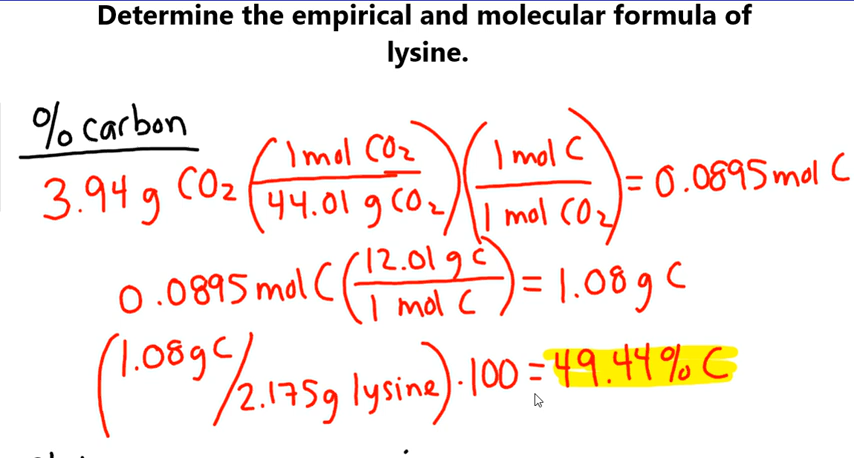 Determine the empirical and molecular formula of
lysine.
% carbon
3.94 g CO2 (1 mol CO2 / 44.01 g CO2) (1 mol C / 1 mol CO2) = 0.0895 mol C
0.0895 mol C (12.01 g C / 1 mol C) = 1.08 g C
(1.08 g C / 2.175 g lysine) · 100 = 49.44% C